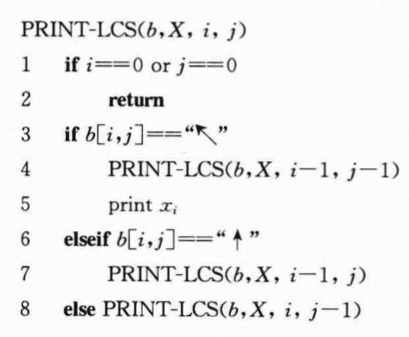 PRINT-LCS(b,X, i, j)
1 if i==0 or j==0
2 return
3 if b[i,j]=="↖"
4 PRINT-LCS(b,X, i−1, j−1)
5 print xᵢ
6 elseif b[i,j]=="↑"
7 PRINT-LCS(b,X, i−1, j)
8 else PRINT-LCS(b,X, i, j−1)